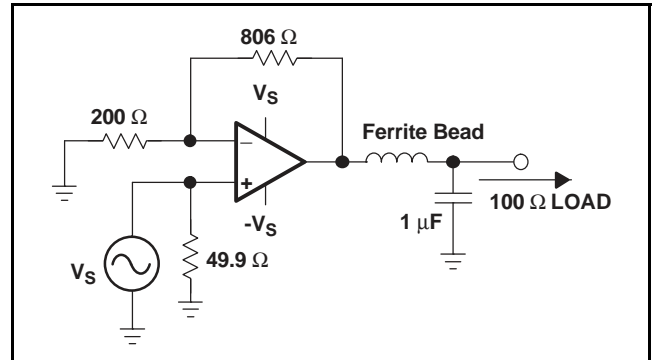 806 Ω
V_S
200 Ω
Ferrite Bead
−
+
-V_S
100 Ω LOAD
1 μF
49.9 Ω
V_S